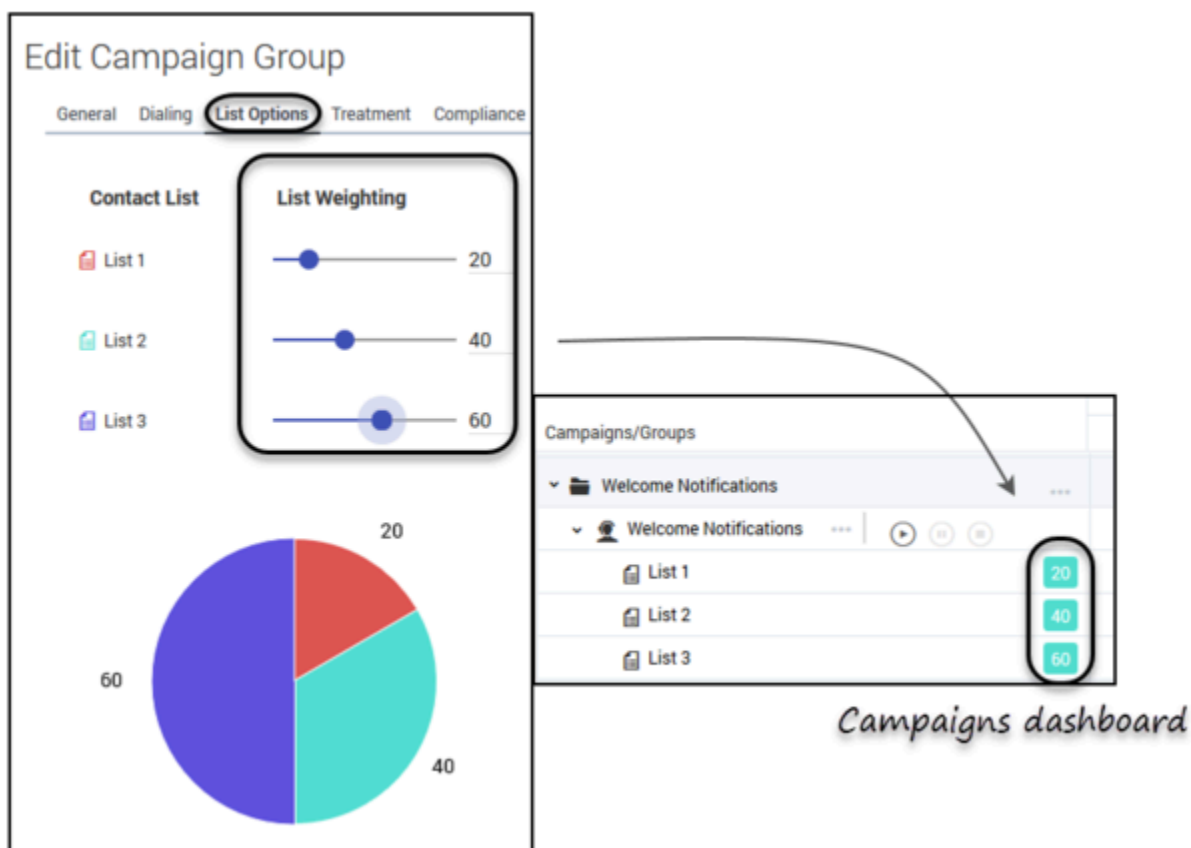 Edit Campaign Group
General Dialing List Options Treatment Compliance
Contact List List Weighting
List 1 20
List 2 40
List 3 60
20
60
40
Campaigns/Groups
Welcome Notifications
Welcome Notifications
List 1 20
List 2 40
List 3 60
Campaigns dashboard